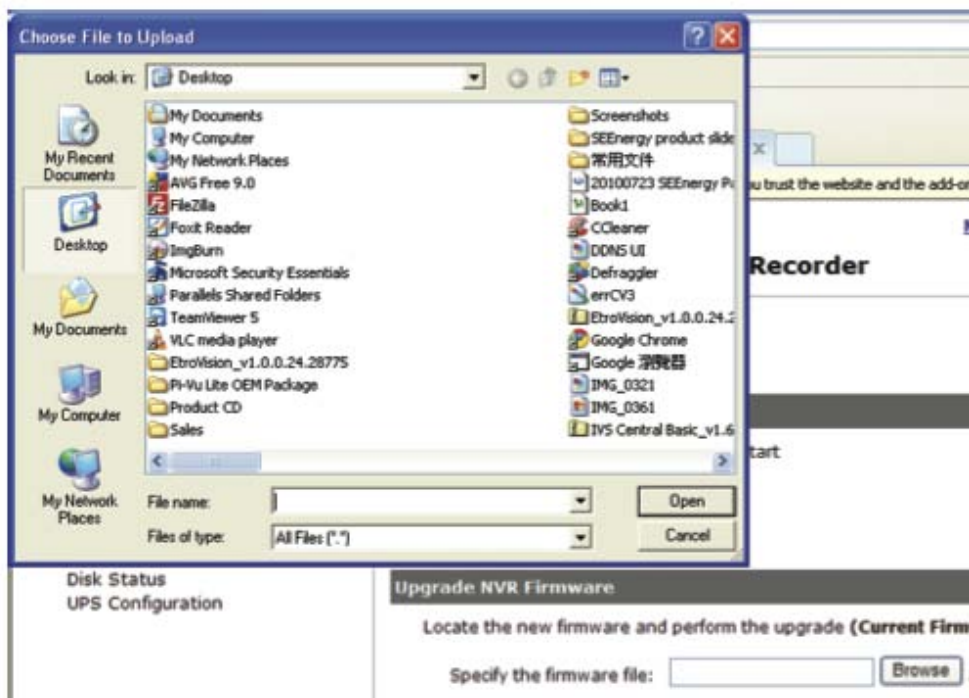 Choose File to Upload
Look in: Desktop
My Recent Documents
Desktop
My Documents
My Computer
My Network Places
My Documents
My Computer
My Network Places
AVG Free 9.0
FileZilla
Foxit Reader
ImgBurn
Microsoft Security Essentials
Parallels Shared Folders
TeamViewer 5
VLC media player
EtroVision_v1.0.0.24.28775
Pi-Vu Lite OEM Package
Product CD
Sales
Screenshots
SEEnergy product slide
常用文件
20100723 SEEnergy
Book1
CCleaner
DDNS UI
Defraggler
errCV3
EtroVision_v1.0.0.24.2
Google Chrome
Google 瀏覽器
IMG_0321
IMG_0361
IVS Central Basic_v1.6
File name:
Open
Files of type: All Files (*.*)
Cancel
u trust the website and the add-on
Recorder
tart
Disk Status
UPS Configuration
Upgrade NVR Firmware
Locate the new firmware and perform the upgrade (Current Firm
Specify the firmware file:
Browse